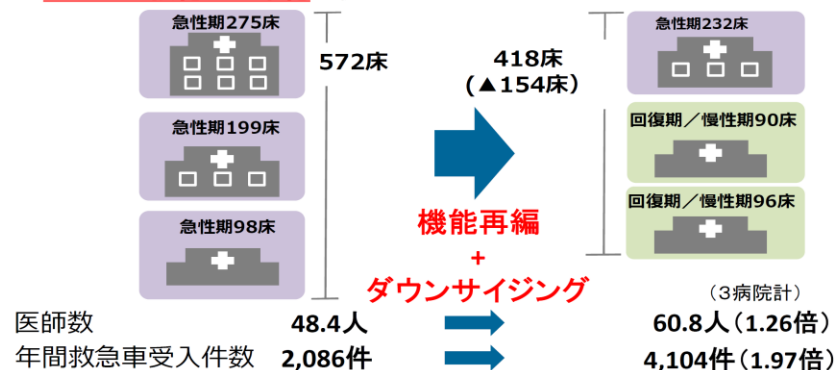 急性期275床
572床
急性期199床
急性期98床
418床
(▲154床)
機能再編
+
ダウンサイジング
急性期232床
回復期/慢性期90床
回復期/慢性期96床
(3病院計)
医師数 48.4人 60.8人(1.26倍)
年間救急車受入件数 2,086件 4,104件(1.97倍)